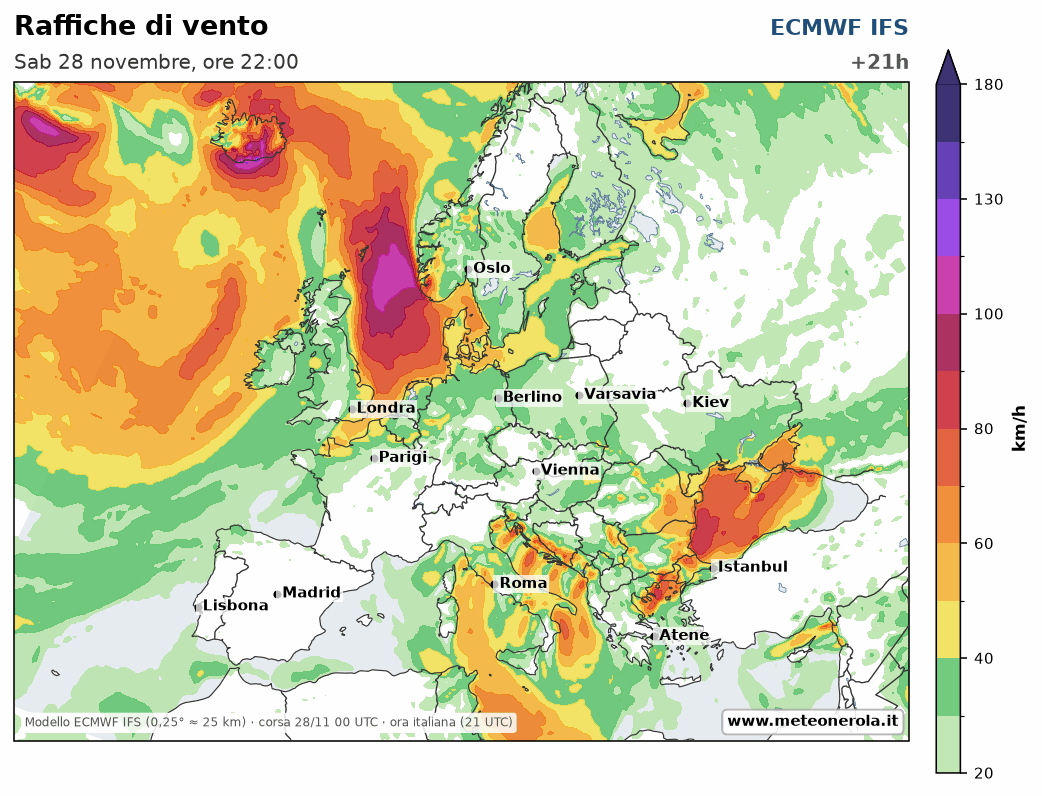 Raffiche di vento
ECMWF IFS
Sab 28 novembre, ore 22:00
+21h
180
130
100
80
60
40
20
km/h
Oslo
Londra
Berlino
Varsavia
Kiev
Parigi
Vienna
Istanbul
Roma
Madrid
Lisbona
Atene
Modello ECMWF IFS (0,25° ≈ 25 km) · corsa 28/11 00 UTC · ora italiana (21 UTC)
www.meteonerola.it